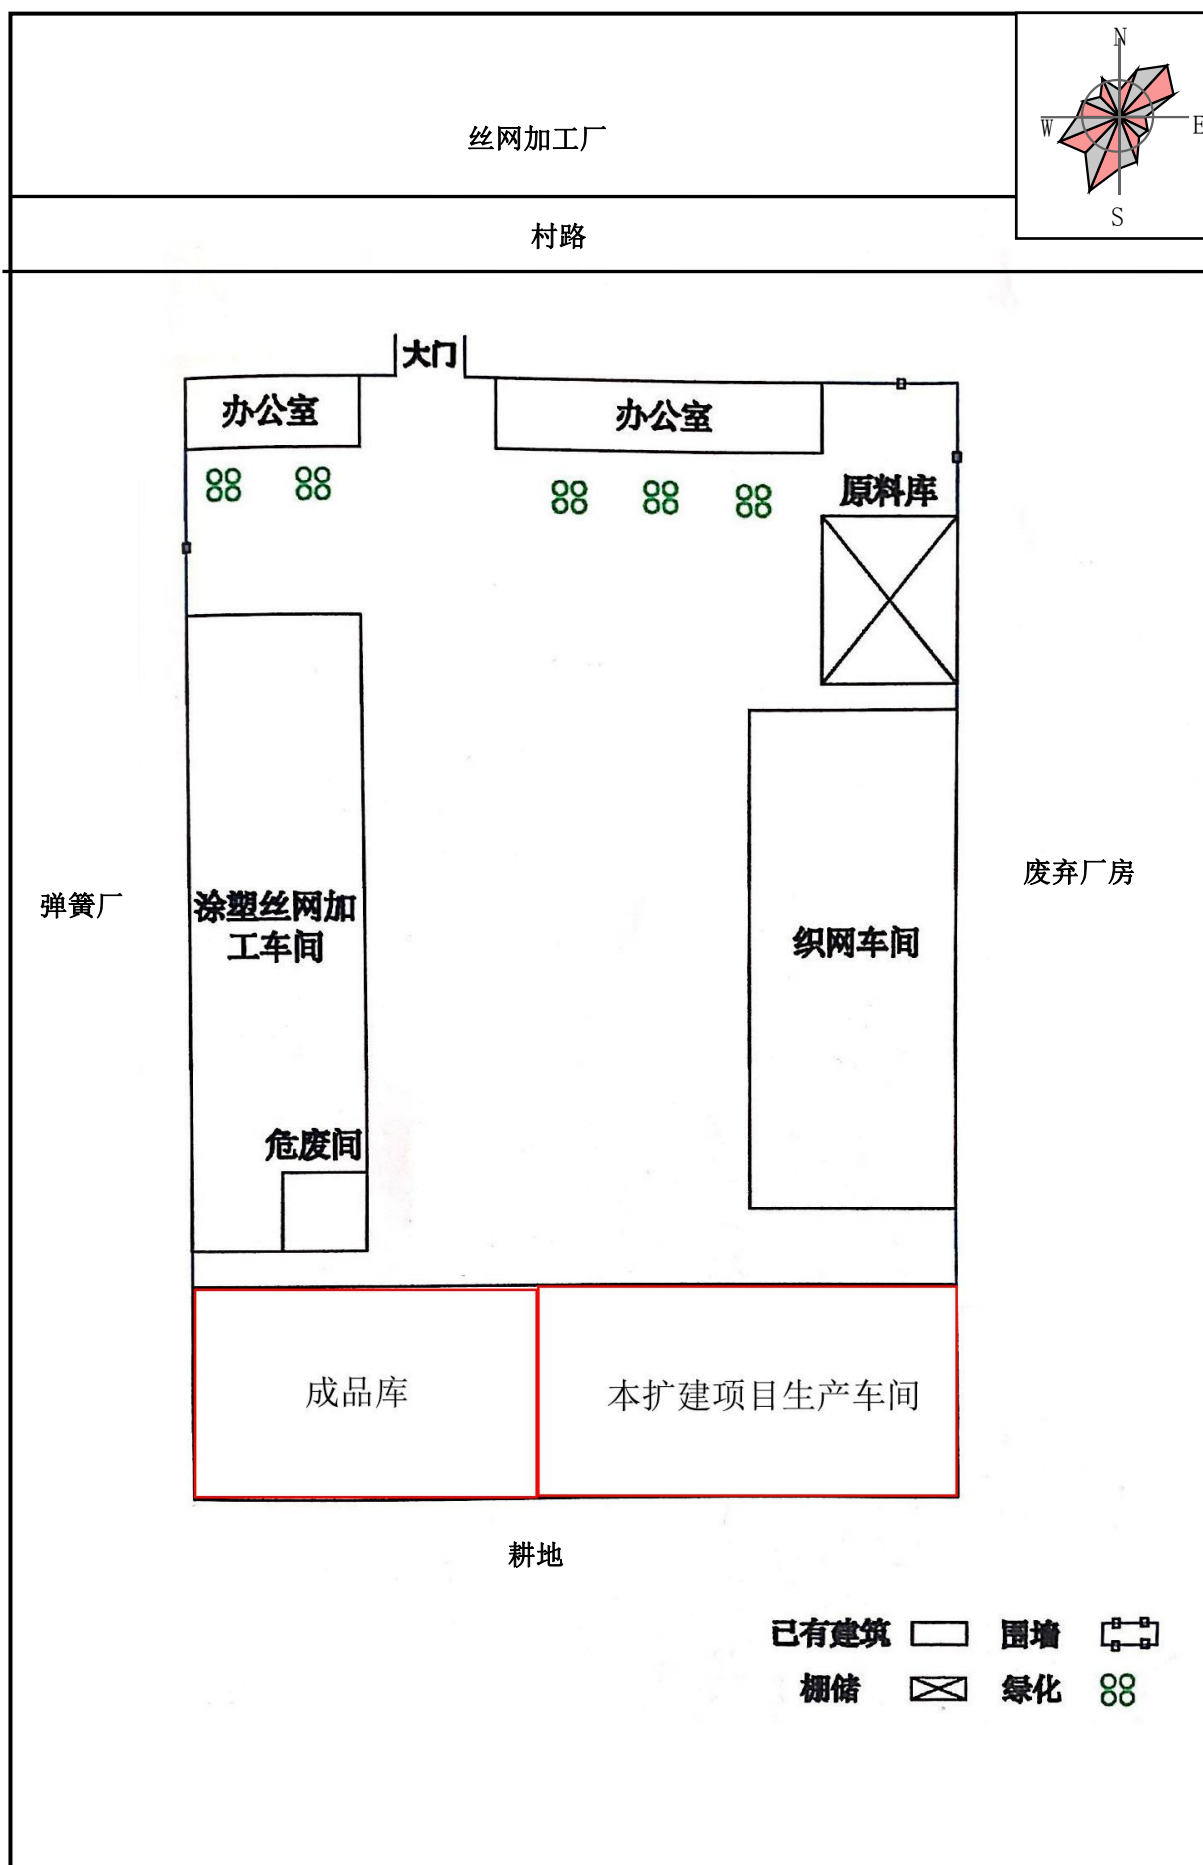 N
W
E
S
丝网加工厂
村路
大门
办公室
办公室
原料库
弹簧厂
涂塑丝网加
工车间
织网车间
废弃厂房
危废间
成品库
本扩建项目生产车间
耕地
已有建筑
围墙
棚储
绿化